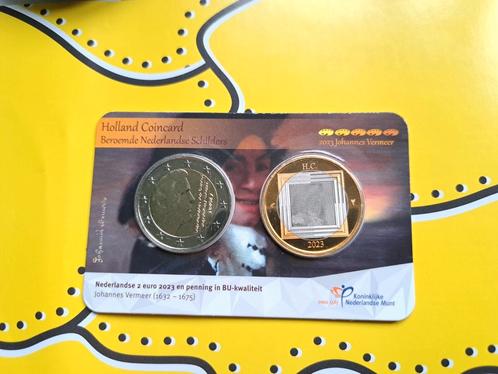 Holland Coincard
Beroemde Nederlandse Schilders
2023 Johannes Vermeer
H.C.
2023
Nederlandse 2 euro 2023 en penning in BU-kwaliteit
Johannes Vermeer (1632 – 1675)
Koninklijke
Nederlandse Munt